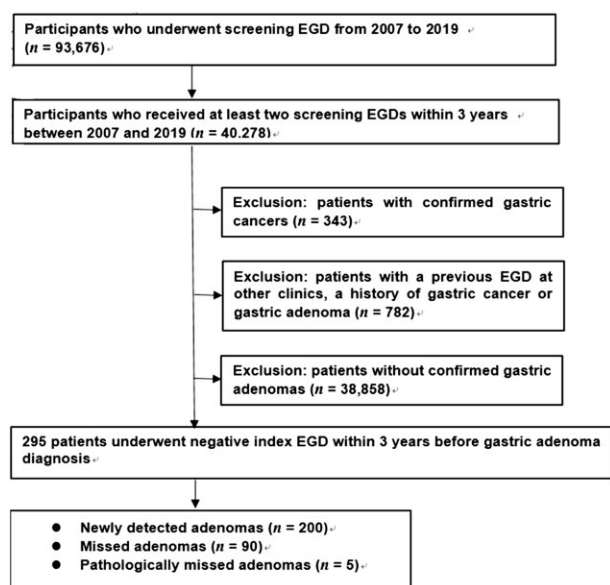 Participants who underwent screening EGD from 2007 to 2019
(n = 93,676)
Participants who received at least two screening EGDs within 3 years
between 2007 and 2019 (n = 40.278)
Exclusion: patients with confirmed gastric
cancers (n = 343)
Exclusion: patients with a previous EGD at
other clinics, a history of gastric cancer or
gastric adenoma (n = 782)
Exclusion: patients without confirmed gastric
adenomas (n = 38,858)
295 patients underwent negative index EGD within 3 years before gastric adenoma
diagnosis
● Newly detected adenomas (n = 200)
● Missed adenomas (n = 90)
● Pathologically missed adenomas (n = 5)